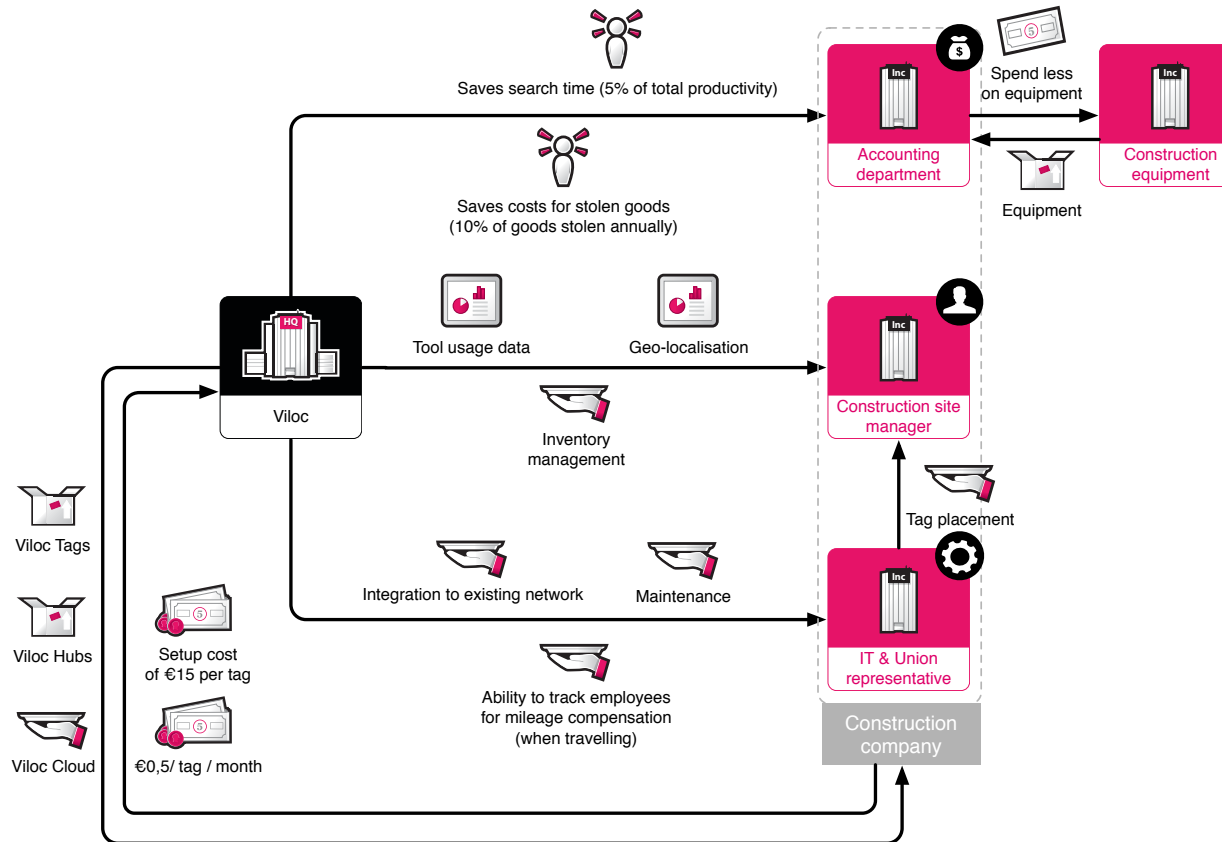 Saves search time (5% of total productivity)
Saves costs for stolen goods
(10% of goods stolen annually)
$
Inc
Accounting
department
5
Spend less
on equipment
Equipment
Inc
Construction
equipment
HQ
Viloc
Tool usage data
Geo-localisation
Inventory
management
Inc
Construction site
manager
Tag placement
Integration to existing network
Maintenance
Ability to track employees
for mileage compensation
(when travelling)
Inc
IT & Union
representative
Construction
company
Viloc Tags
Viloc Hubs
Viloc Cloud
5
Setup cost
of €15 per tag
5
€0,5/ tag / month